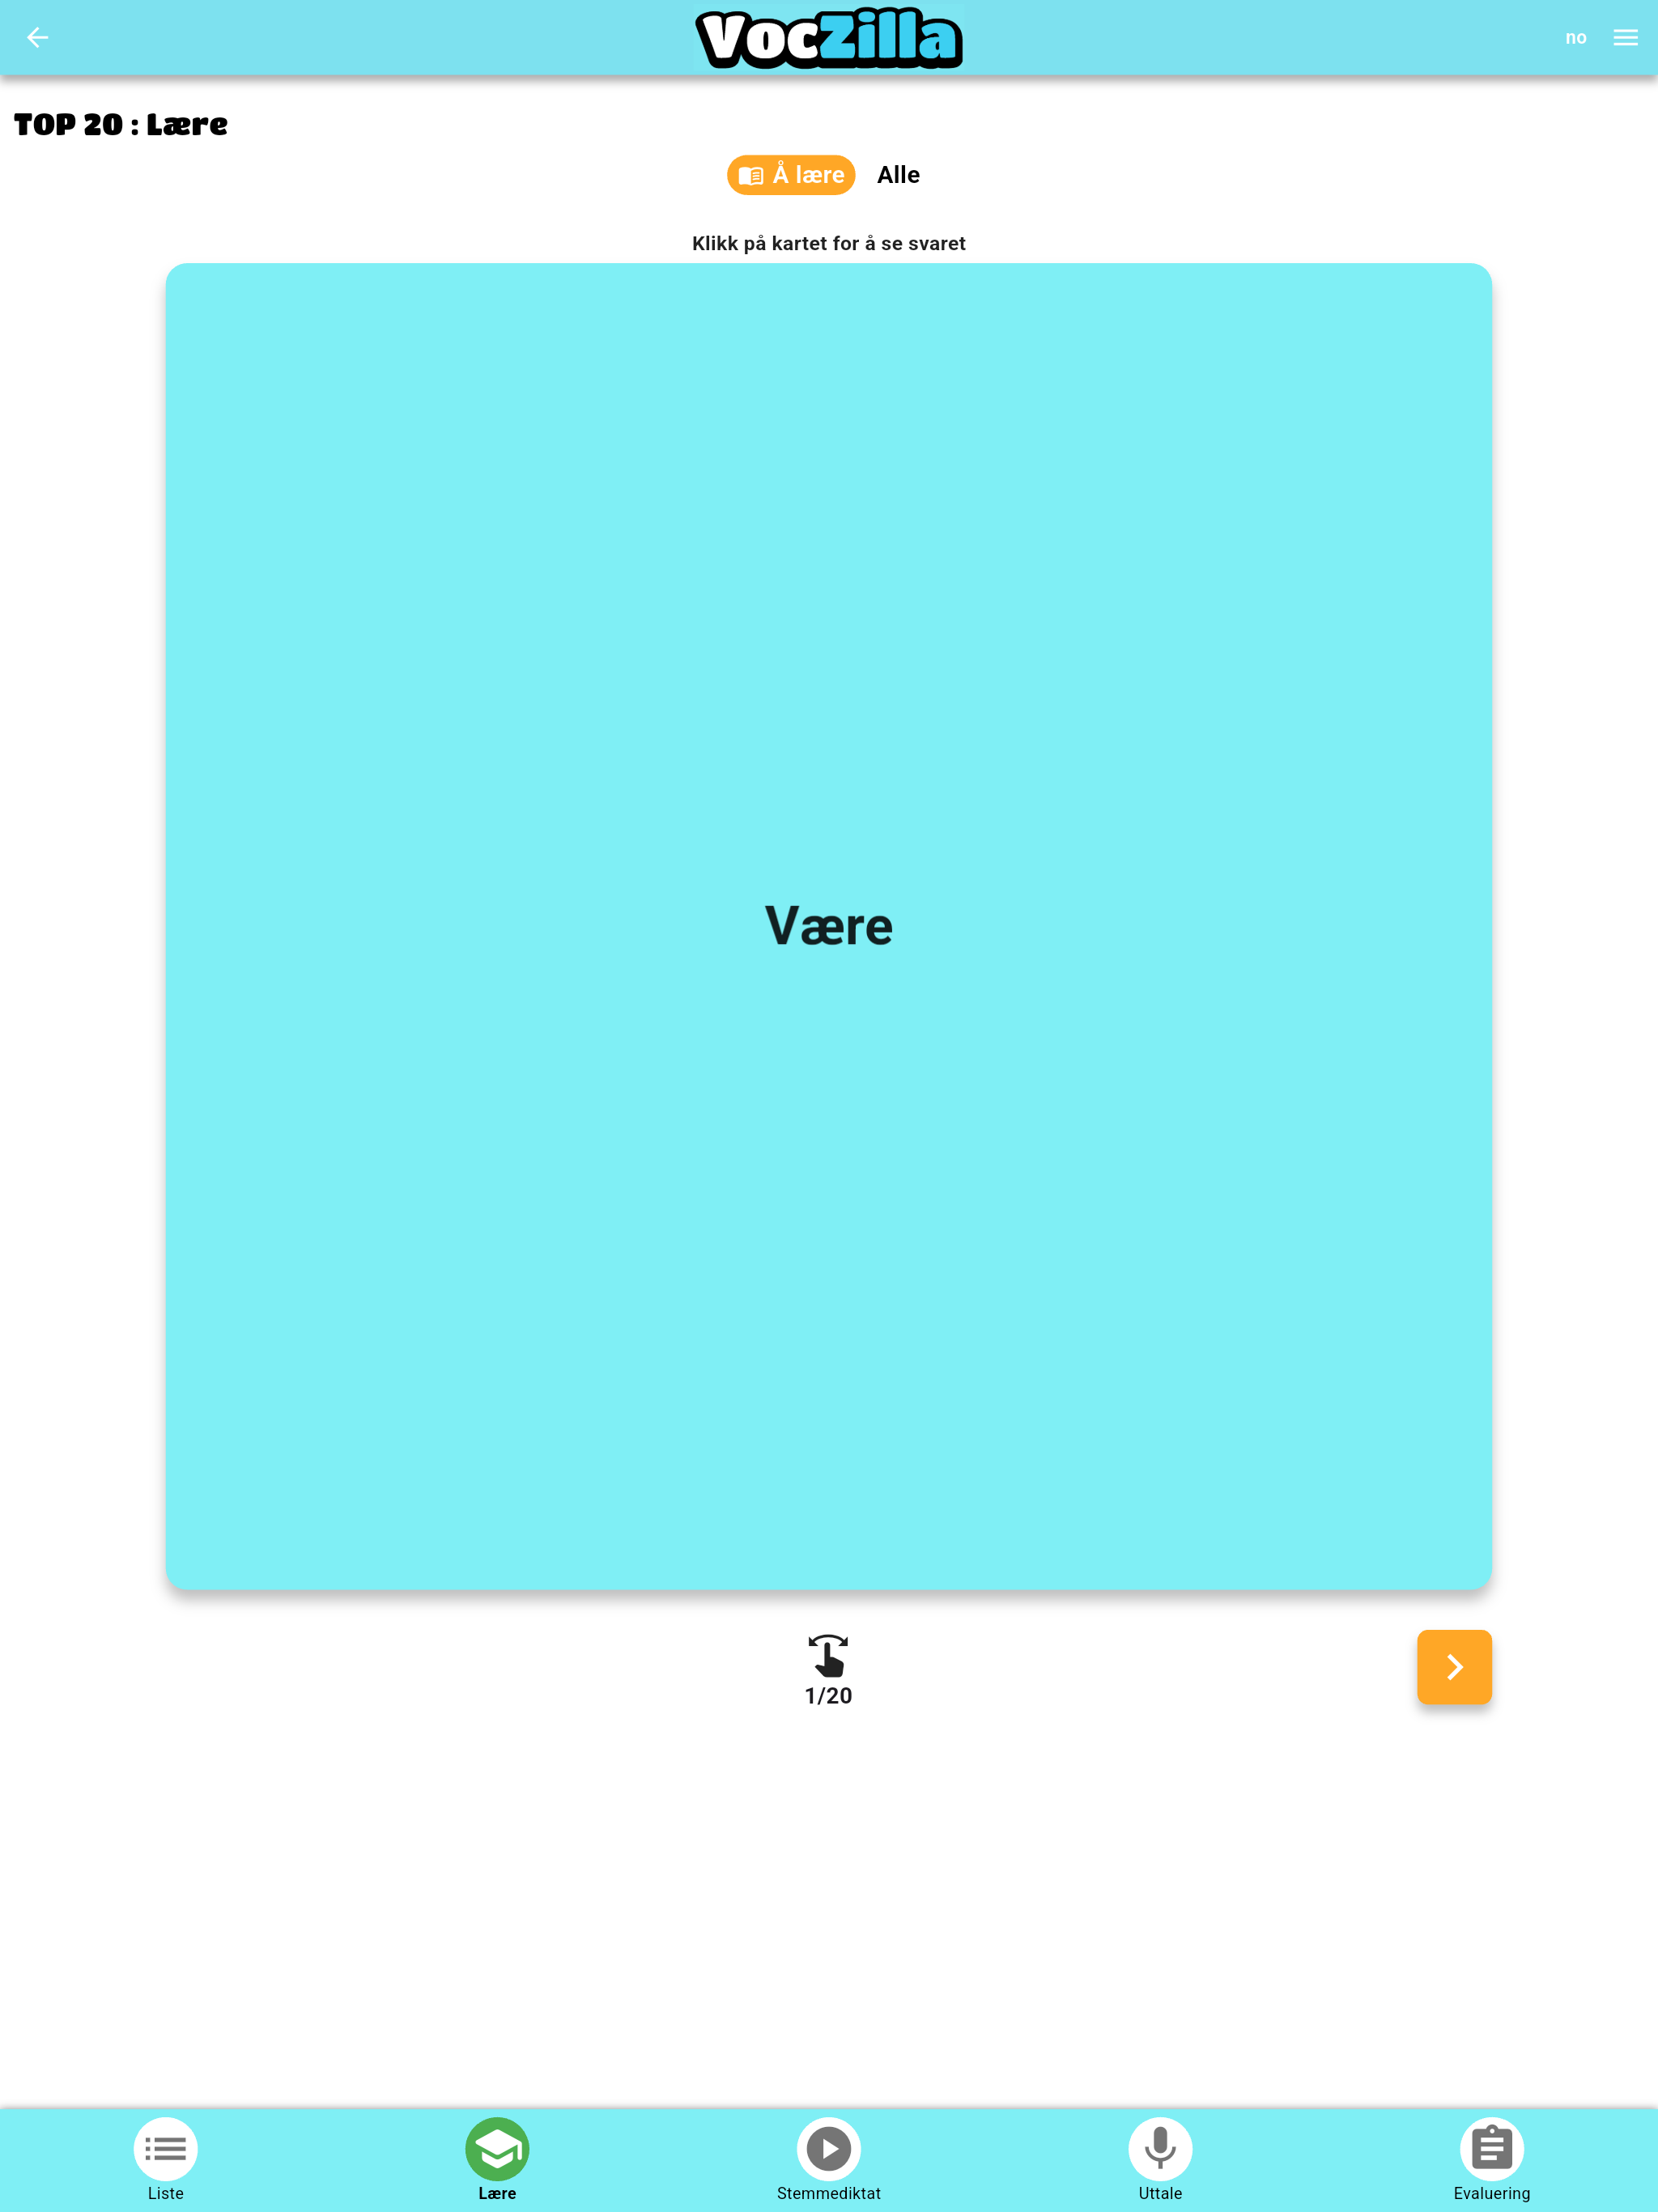 VocZilla
no
TOP 20 : Lære
Å lære
Alle
Klikk på kartet for å se svaret
Være
1/20
Liste
Lære
Stemmediktat
Uttale
Evaluering